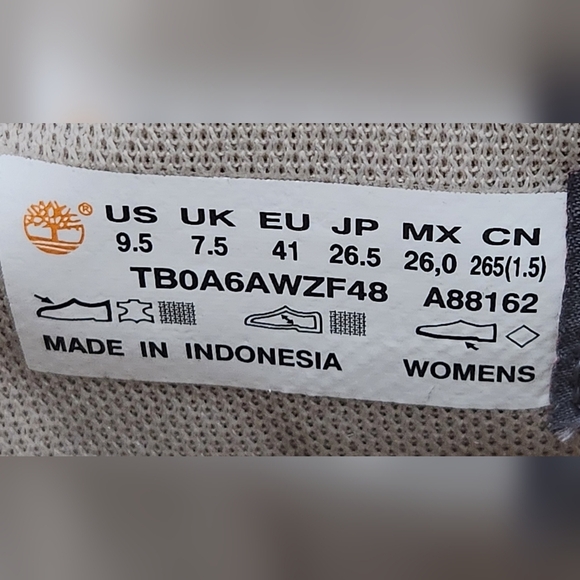 ® US UK EU JP MX CN
9.5 7.5 41 26.5 26,0 265(1.5)
TB0A6AWZF48 A88162
MADE IN INDONESIA WOMENS